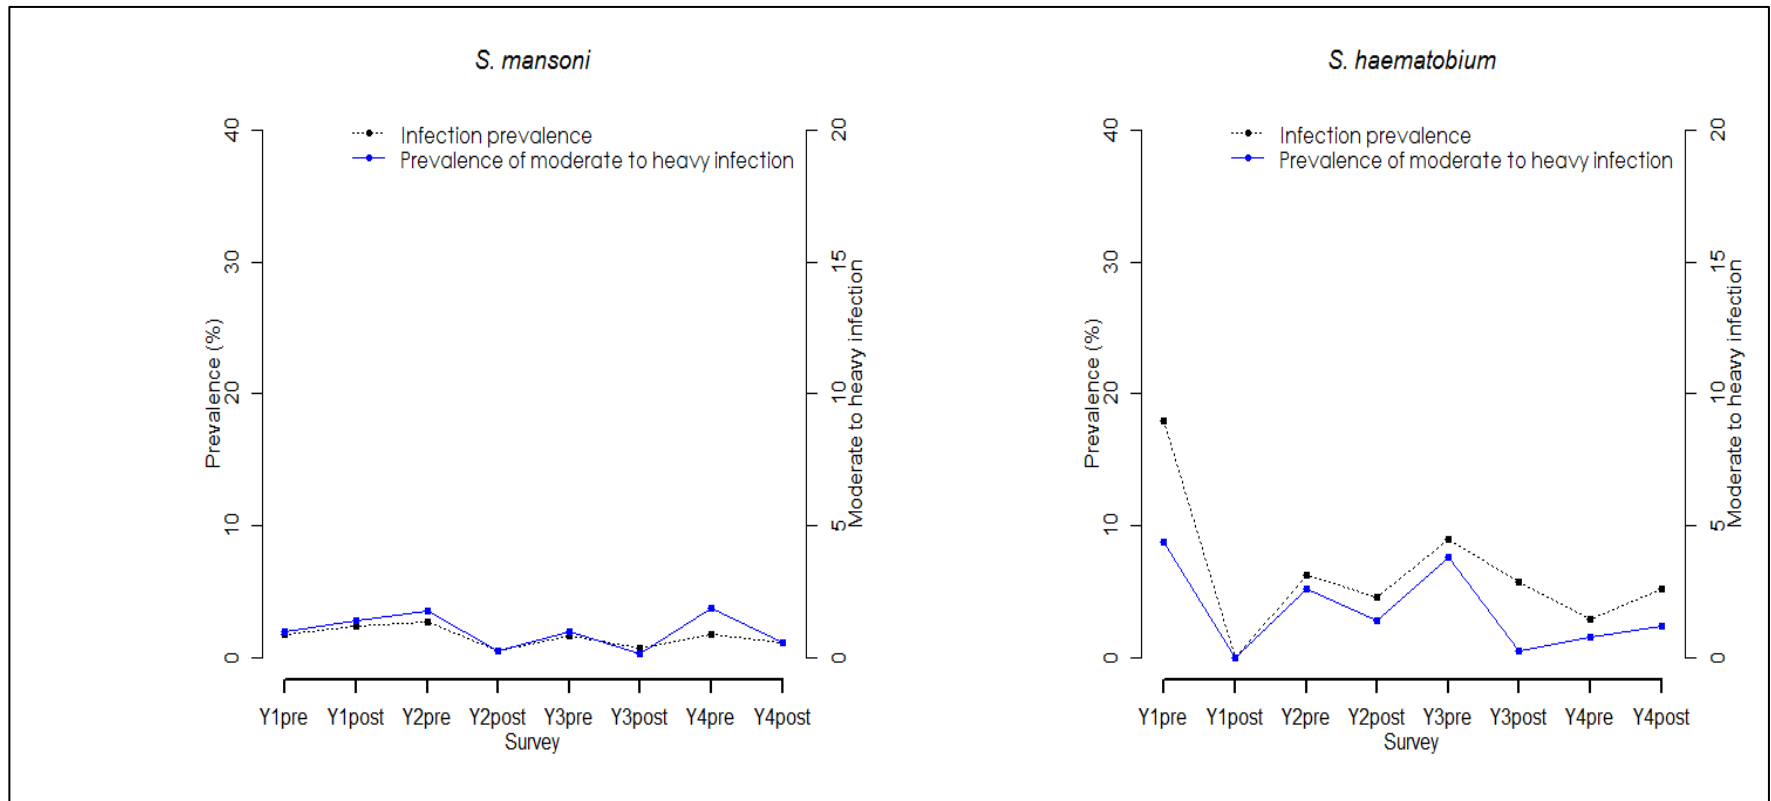 S. mansoni
Infection prevalence
Prevalence of moderate to heavy infection
Prevalence (%)
40
30
20
10
0
Moderate to heavy infection
20
15
10
5
0
Y1pre Y1post Y2pre Y2post Y3pre Y3post Y4pre Y4post
Survey
S. haematobium
Infection prevalence
Prevalence of moderate to heavy infection
Prevalence (%)
40
30
20
10
0
Moderate to heavy infection
20
15
10
5
0
Y1pre Y1post Y2pre Y2post Y3pre Y3post Y4pre Y4post
Survey